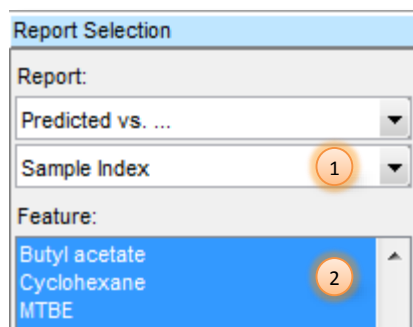 Report Selection
Report:
Predicted vs. ...
Sample Index 1
Feature:
Butyl acetate
Cyclohexane 2
MTBE